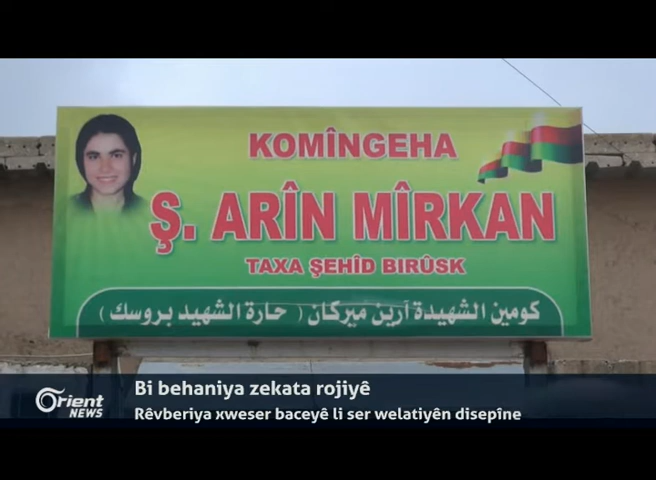 KOMÎNGEHA
Ş. ARÎN MÎRKAN
TAXA ŞEHÎD BIRÛSK
كومين الشهيدة آرين ميركان ( حارة الشهيد بروسك )
Orient NEWS
Bi behaniya zekata rojiyê
Rêvberiya xweser baceyê li ser welatiyên disepîne